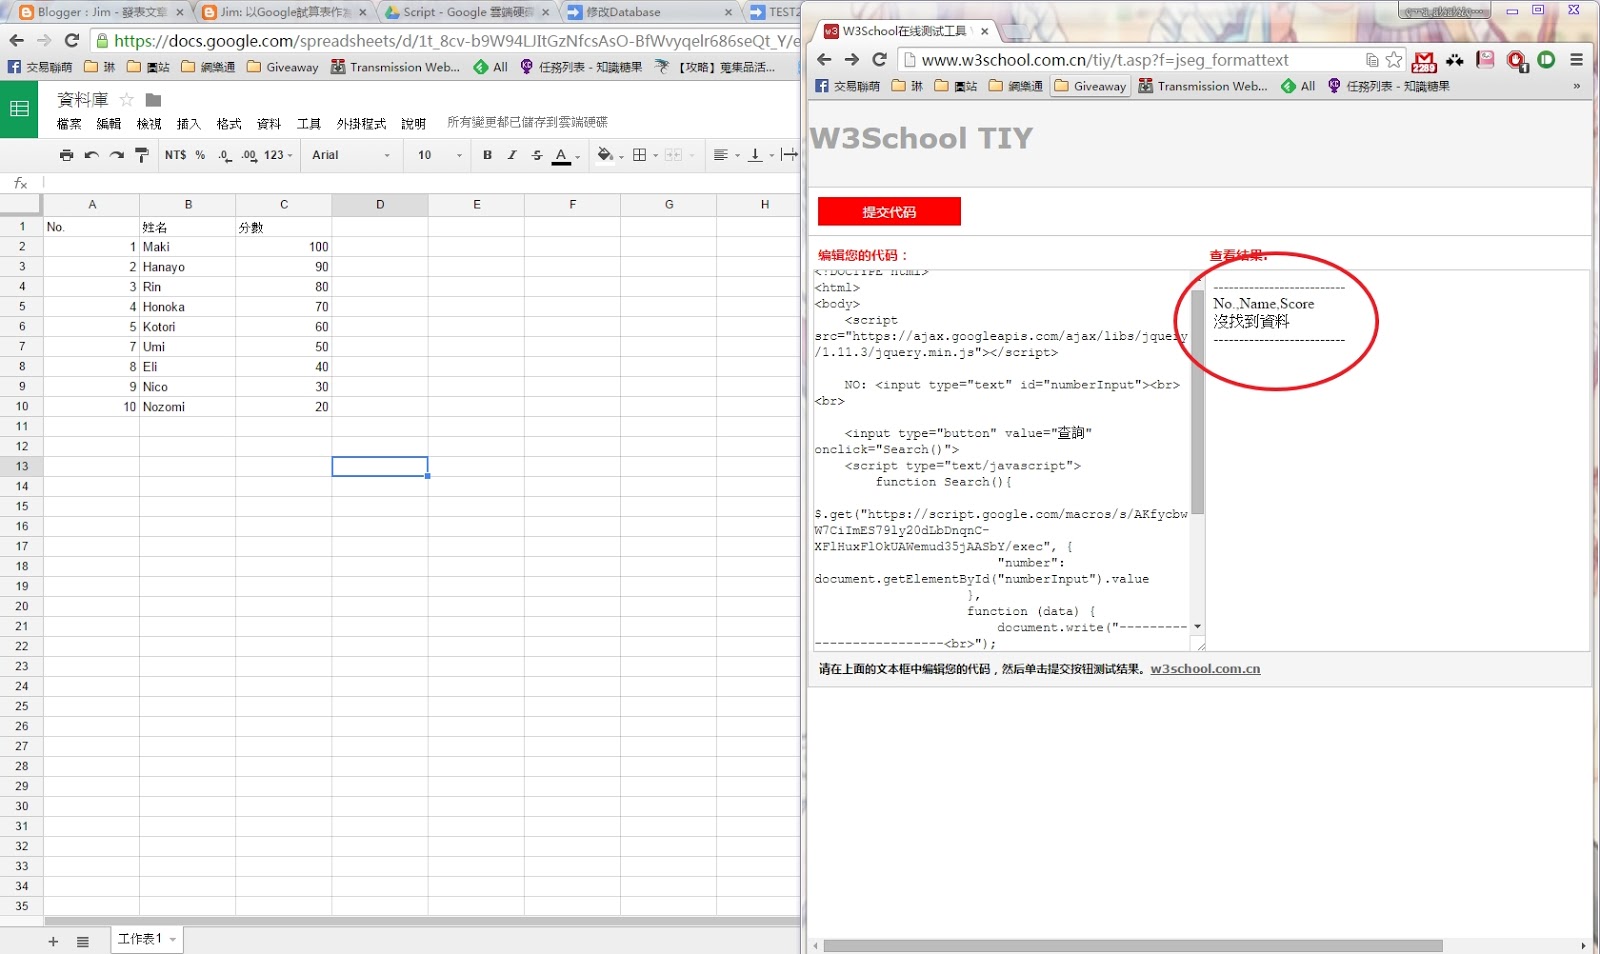 Blogger : Jim - 發表文章
Jim: 以Google試算表作為
Script - Google 雲端硬碟
修改Database
TEST2
https://docs.google.com/spreadsheets/d/1t_8cv-b9W94LJItGzNfcsAsO-BfWvyqelr686seQt_Y/e
交易聯萌 琳 圖站 網樂通 Giveaway Transmission Web... All 任務列表 - 知識糖果 【攻略】蒐集品活...
資料庫
檔案 編輯 檢視 插入 格式 資料 工具 外掛程式 說明 所有變更都已儲存到雲端硬碟
NT$ % .0 .00 123 Arial 10 B I S A
fx
A B C D E F G H
1 No. 姓名 分數
2 1 Maki 100
3 2 Hanayo 90
4 3 Rin 80
5 4 Honoka 70
6 5 Kotori 60
7 7 Umi 50
8 8 Eli 40
9 9 Nico 30
10 10 Nozomi 20
11
12
13
14
15
16
17
18
19
20
21
22
23
24
25
26
27
28
29
30
31
32
33
34
35
工作表1
W3School在线测试工具
www.w3school.com.cn/tiy/t.asp?f=jseg_formattext
2289
1
交易聯萌 琳 圖站 網樂通 Giveaway Transmission Web... All 任務列表 - 知識糖果 »
W3School TIY
提交代码
编辑您的代码：
查看结果:
<!DOCTYPE html>
<html>
<body>
<script
src="https://ajax.googleapis.com/ajax/libs/jquery
/1.11.3/jquery.min.js"></script>
NO: <input type="text" id="numberInput"><br>
<br>
<input type="button" value="查詢"
onclick="Search()">
<script type="text/javascript">
function Search(){
$.get("https://script.google.com/macros/s/AKfycbw
W7CiImES79ly20dLbDnqnC-
XFlHuxFlOkUAWemud35jAASbY/exec", {
"number":
document.getElementById("numberInput").value
},
function (data) {
document.write("---------
-----------------<br>");
--------------------------
No.,Name,Score
沒找到資料
--------------------------
请在上面的文本框中编辑您的代码，然后单击提交按钮测试结果。w3school.com.cn